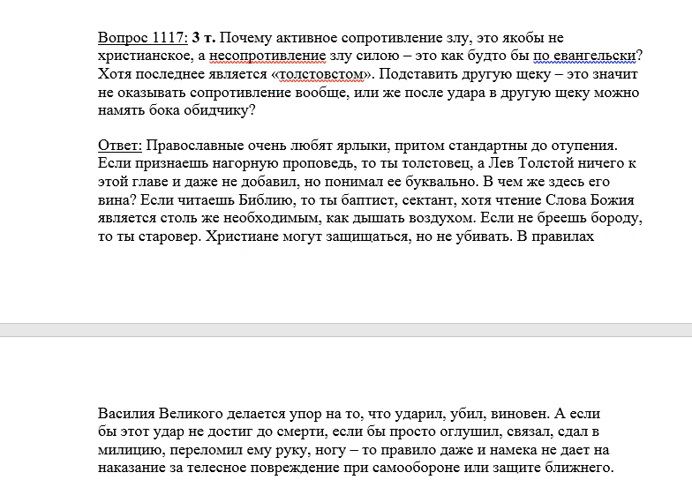 Вопрос 1117: 3 т. Почему активное сопротивление злу, это якобы не
христианское, а несопротивление злу силою – это как будто бы по евангельски?
Хотя последнее является «толстовстом». Подставить другую щеку – это значит
не оказывать сопротивление вообще, или же после удара в другую щеку можно
намять бока обидчику?
Ответ: Православные очень любят ярлыки, притом стандартны до отупения.
Если признаешь нагорную проповедь, то ты толстовец, а Лев Толстой ничего к
этой главе и даже не добавил, но понимал ее буквально. В чем же здесь его
вина? Если читаешь Библию, то ты баптист, сектант, хотя чтение Слова Божия
является столь же необходимым, как дышать воздухом. Если не бреешь бороду,
то ты старовер. Христиане могут защищаться, но не убивать. В правилах
Василия Великого делается упор на то, что ударил, убил, виновен. А если
бы этот удар не достиг до смерти, если бы просто оглушил, связал, сдал в
милицию, переломил ему руку, ногу – то правило даже и намека не дает на
наказание за телесное повреждение при самообороне или защите ближнего.